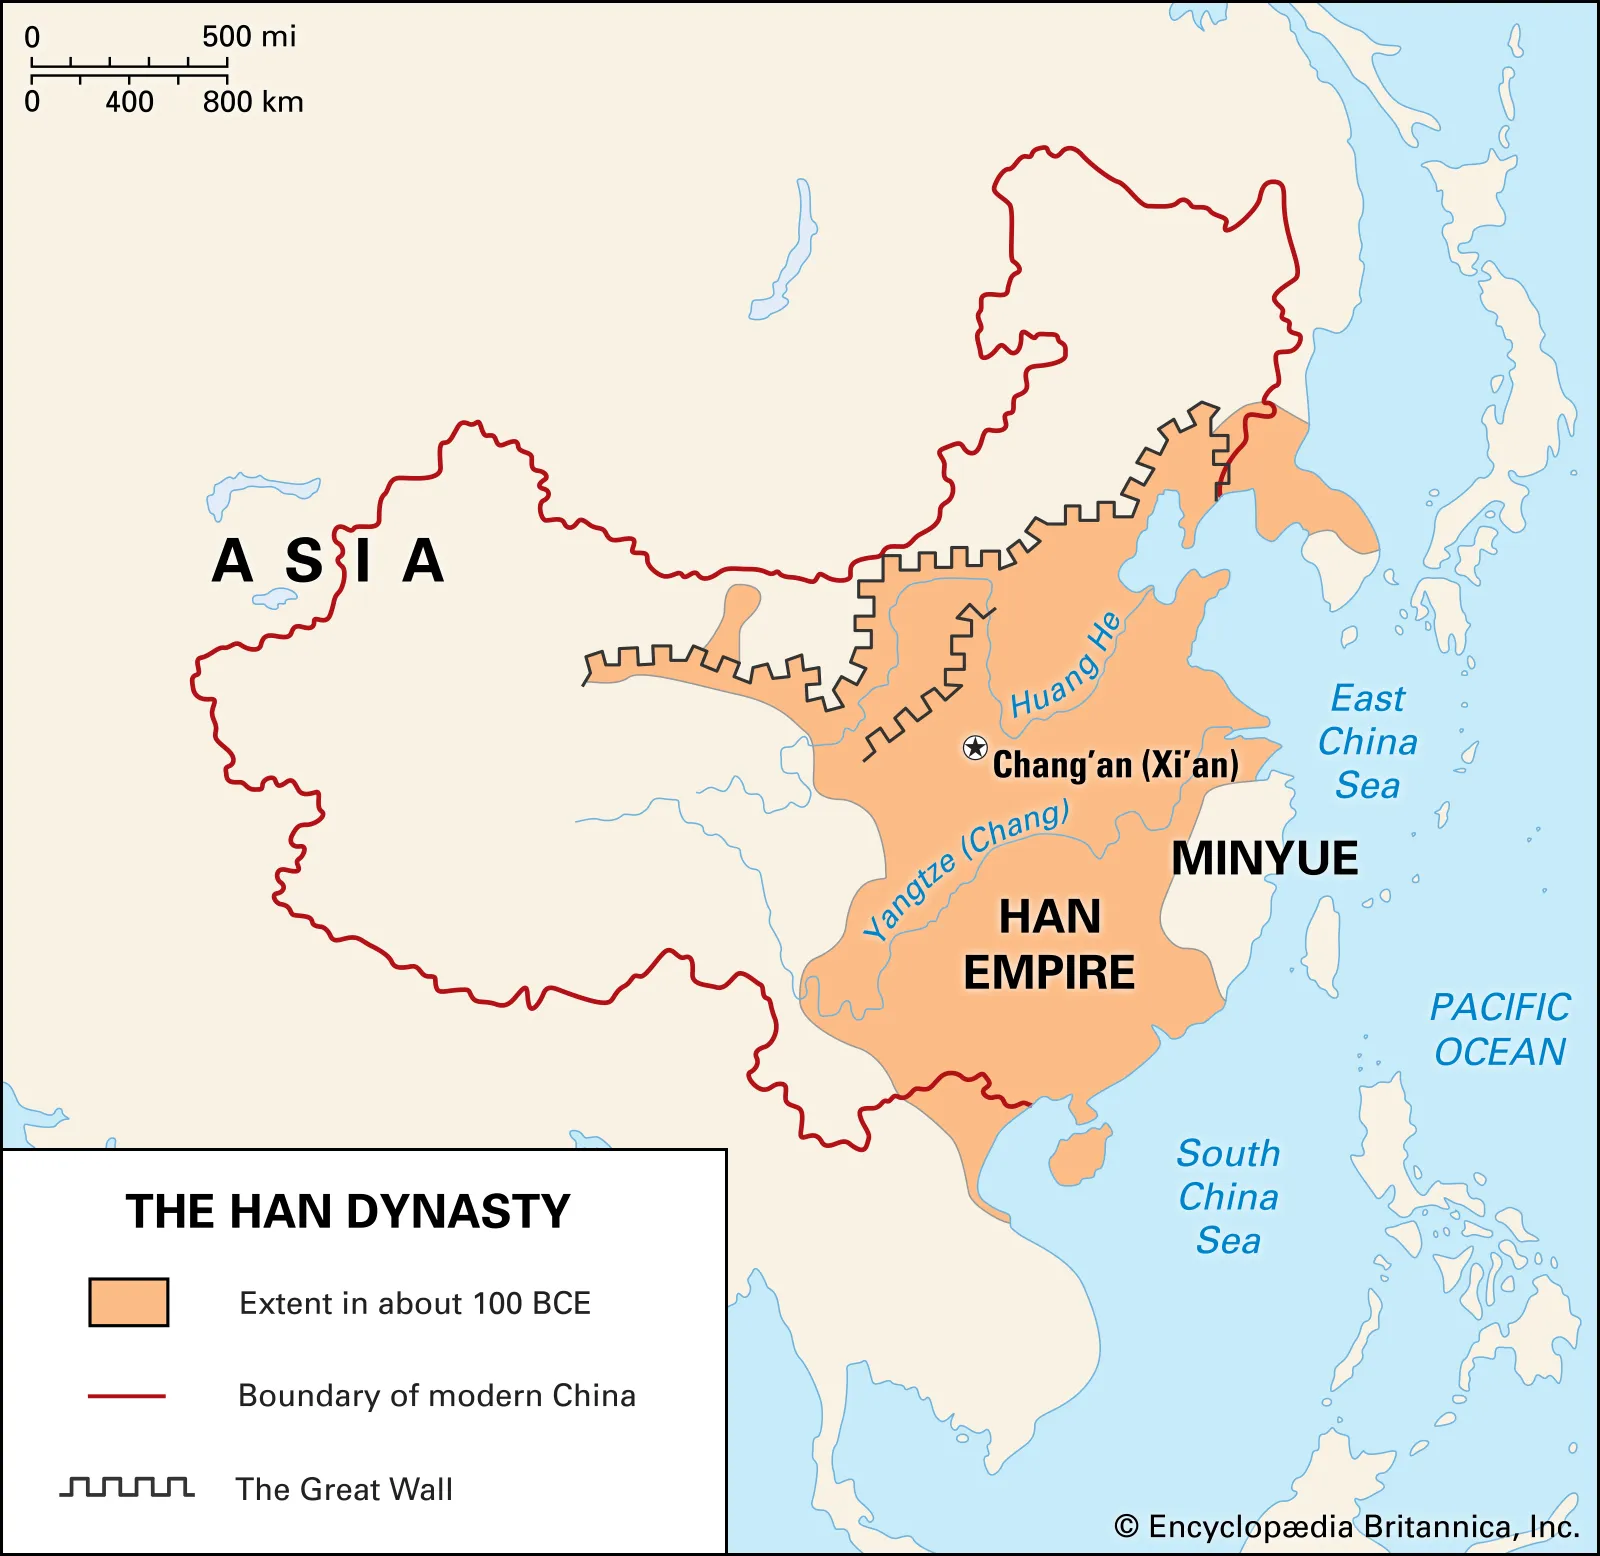 0 500 mi
0 400 800 km
ASIA
Huang He
East
China
Sea
Chang'an (Xi'an)
Yangtze (Chang)
MINYUE
HAN
EMPIRE
PACIFIC
OCEAN
South
China
Sea
THE HAN DYNASTY
Extent in about 100 BCE
Boundary of modern China
The Great Wall
© Encyclopædia Britannica, Inc.